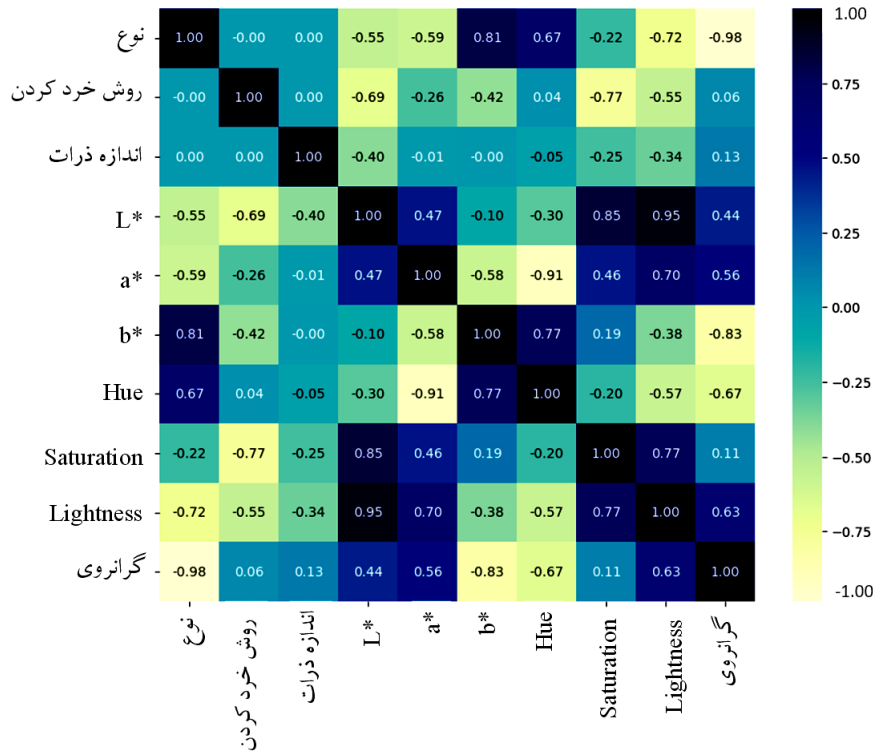 نوع 1.00 -0.00 0.00 -0.55 -0.59 0.81 0.67 -0.22 -0.72 -0.98
روش خرد کردن -0.00 1.00 0.00 -0.69 -0.26 -0.42 0.04 -0.77 -0.55 0.06
اندازه ذرات 0.00 0.00 1.00 -0.40 -0.01 -0.00 -0.05 -0.25 -0.34 0.13
L* -0.55 -0.69 -0.40 1.00 0.47 -0.10 -0.30 0.85 0.95 0.44
a* -0.59 -0.26 -0.01 0.47 1.00 -0.58 -0.91 0.46 0.70 0.56
b* 0.81 -0.42 -0.00 -0.10 -0.58 1.00 0.77 0.19 -0.38 -0.83
Hue 0.67 0.04 -0.05 -0.30 -0.91 0.77 1.00 -0.20 -0.57 -0.67
Saturation -0.22 -0.77 -0.25 0.85 0.46 0.19 -0.20 1.00 0.77 0.11
Lightness -0.72 -0.55 -0.34 0.95 0.70 -0.38 -0.57 0.77 1.00 0.63
گرانروی -0.98 0.06 0.13 0.44 0.56 -0.83 -0.67 0.11 0.63 1.00
نوع
روش خرد کردن
اندازه ذرات
L*
a*
b*
Hue
Saturation
Lightness
گرانروی
1.00
0.75
0.50
0.25
0.00
−0.25
−0.50
−0.75
-1.00